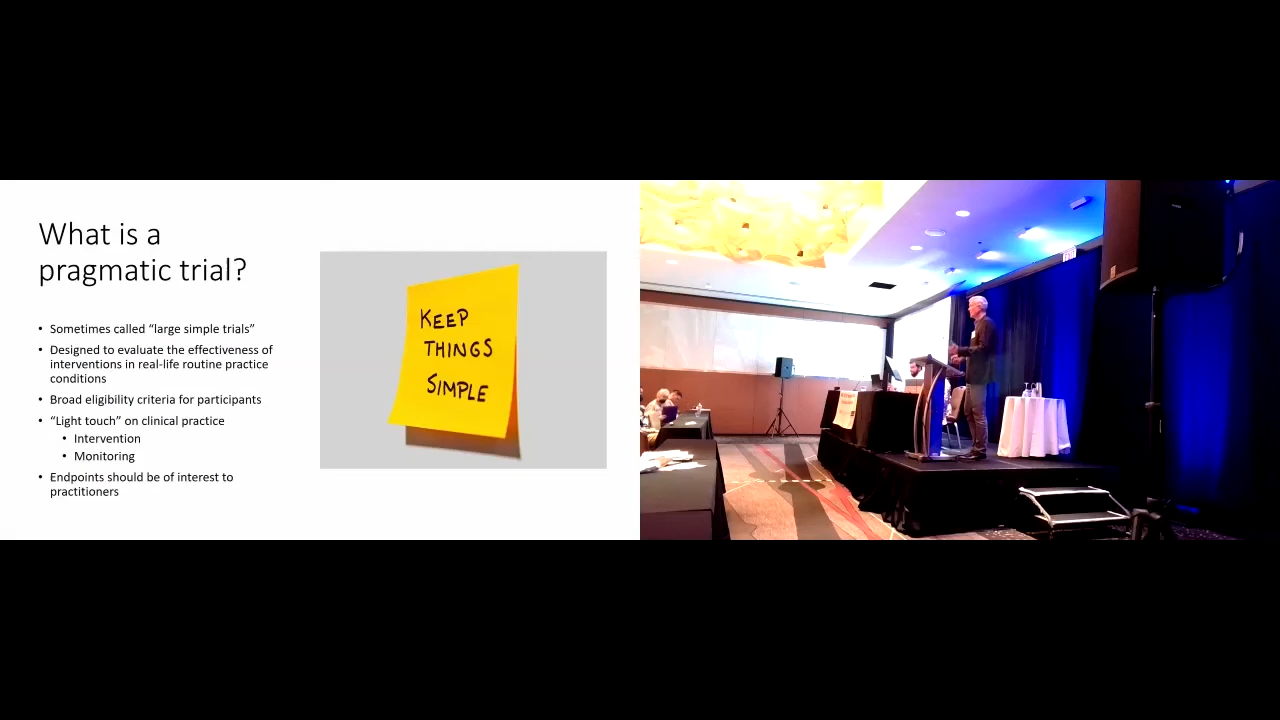 What is a
pragmatic trial?
• Sometimes called “large simple trials”
• Designed to evaluate the effectiveness of
interventions in real-life routine practice
conditions
• Broad eligibility criteria for participants
• “Light touch” on clinical practice
• Intervention
• Monitoring
• Endpoints should be of interest to
practitioners
KEEP
THINGS
SIMPLE
EXIT